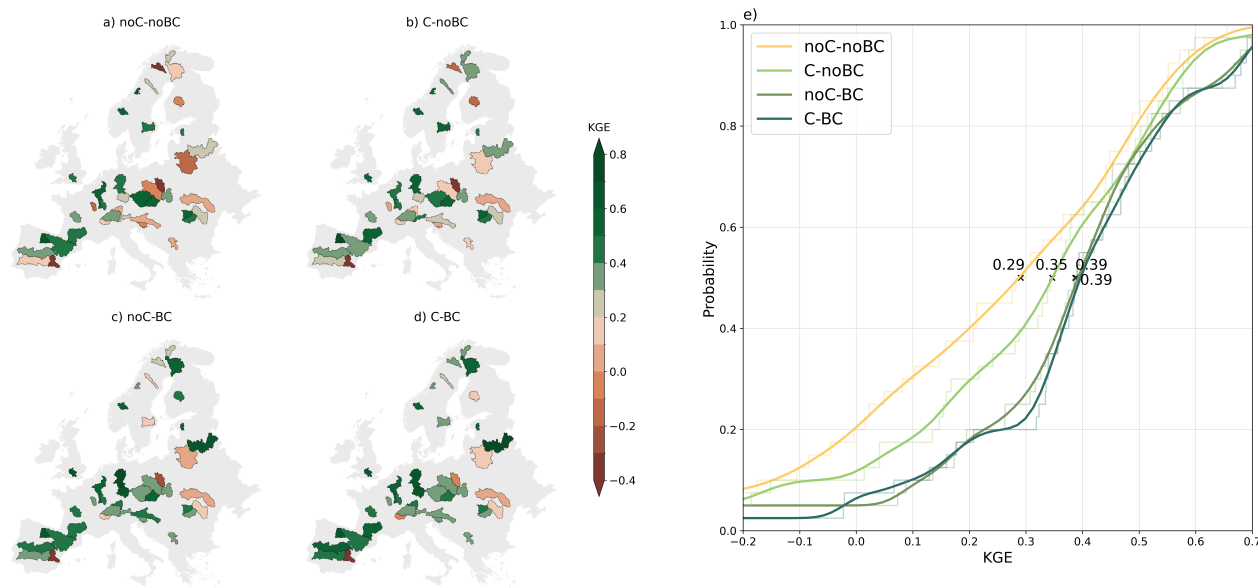 a) noC-noBC
b) C-noBC
c) noC-BC
d) C-BC
KGE
0.8
0.6
0.4
0.2
0.0
−0.2
−0.4
e)
noC-noBC
C-noBC
noC-BC
C-BC
0.29 0.35 0.39
0.39
Probability
1.0
0.8
0.6
0.4
0.2
0.0
−0.2 −0.1 0.0 0.1 0.2 0.3 0.4 0.5 0.6 0.7
KGE